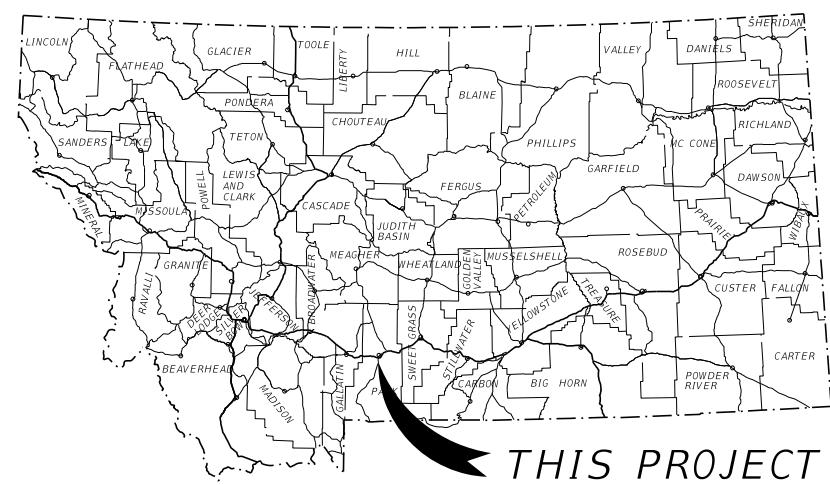 SHERIDAN
LINCOLN
FLATHEAD
GLACIER
TOOLE
LIBERTY
HILL
VALLEY
DANIELS
ROOSEVELT
PONDERA
BLAINE
CHOUTEAU
SANDERS
LAKE
TETON
PHILLIPS
MC CONE
RICHLAND
GARFIELD
DAWSON
POWELL
LEWIS
AND
CLARK
FERGUS
PETROLEUM
MINERAL
MISSOULA
CASCADE
JUDITH
BASIN
PRAIRIE
WIBAUX
GRANITE
MEAGHER
WHEATLAND
GOLDEN
VALLEY
MUSSELSHELL
ROSEBUD
RAVALLI
BROADWATER
JEFFERSON
DEER
LODGE
SILVER
BOW
YELLOWSTONE
TREASURE
CUSTER
FALLON
SWEET GRASS
STILLWATER
BEAVERHEAD
MADISON
GALLATIN
PARK
CARBON
BIG HORN
POWDER
RIVER
CARTER
THIS PROJECT